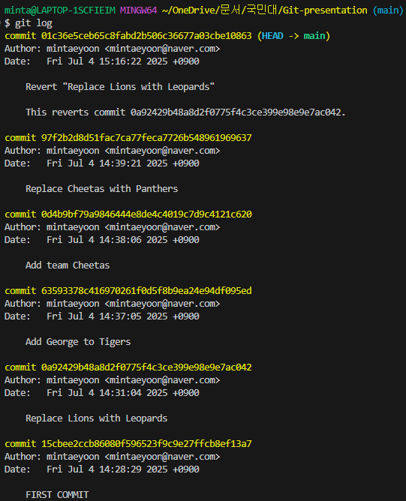 minta@LAPTOP-1SCFIEIM MINGW64 ~/OneDrive/문서/국민대/Git-presentation (main)
$ git log
commit 01c36e5ceb65c8fabd2b506c36677a03cbe10863 (HEAD -> main)
Author: mintaeyoon <mintaeyoon@naver.com>
Date:   Fri Jul 4 15:16:22 2025 +0900

    Revert "Replace Lions with Leopards"

    This reverts commit 0a92429b48a8d2f0775f4c3ce399e98e9e7ac042.

commit 97f2b2d8d51fac7ca77feca7726b548961969637
Author: mintaeyoon <mintaeyoon@naver.com>
Date:   Fri Jul 4 14:39:21 2025 +0900

    Replace Cheetas with Panthers

commit 0d4b9bf79a9846444e8de4c4019c7d9c4121c620
Author: mintaeyoon <mintaeyoon@naver.com>
Date:   Fri Jul 4 14:38:06 2025 +0900

    Add team Cheetas

commit 63593378c416970261f0d5f8b9ea24e94df095ed
Author: mintaeyoon <mintaeyoon@naver.com>
Date:   Fri Jul 4 14:37:05 2025 +0900

    Add George to Tigers

commit 0a92429b48a8d2f0775f4c3ce399e98e9e7ac042
Author: mintaeyoon <mintaeyoon@naver.com>
Date:   Fri Jul 4 14:31:04 2025 +0900

    Replace Lions with Leopards

commit 15cbee2ccb86080f596523f9c9e27ffcb8ef13a7
Author: mintaeyoon <mintaeyoon@naver.com>
Date:   Fri Jul 4 14:28:29 2025 +0900

    FIRST COMMIT